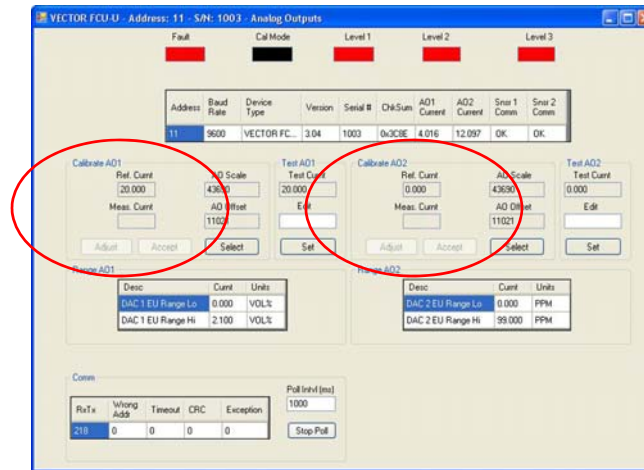 VECTOR FCU-U - Address: 11 - S/N: 1003 - Analog Outputs
Fault Cal Mode Level 1 Level 2 Level 3
Address Baud Rate Device Type Version Serial # ChkSum AO1 Current AO2 Current Snsr 1 Comm Snsr 2 Comm
11 9600 VECTOR FC... 3.04 1003 0x3C8E 4.016 12.097 OK OK
Calibrate AO1 Test AO1 Calibrate AO2 Test AO2
Ref. Curnt AO Scale Test Curnt Ref. Curnt AO Scale Test Curnt
20.000 43690 20.000 0.000 43690 0.000
Meas. Curnt AO Offset Edit Meas. Curnt AO Offset Edit
11021 11021
Adjust Accept Select Set Adjust Accept Select Set
Range AO1 Range AO2
Desc Curnt Units Desc Curnt Units
DAC 1 EU Range Lo 0.000 VOL% DAC 2 EU Range Lo 0.000 PPM
DAC 1 EU Range Hi 2.100 VOL% DAC 2 EU Range Hi 99.000 PPM
Comm
Poll Intvl (ms)
RxTx Wrong Addr Timeout CRC Exception 1000
218 0 0 0 0 Stop Poll